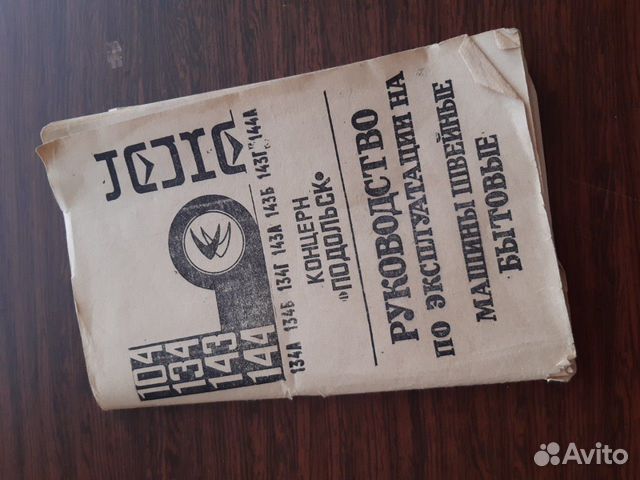 104
134
143
144
134А 134Б 134Г 143А 143Б 143Г 144А
КОНЦЕРН
«ПОДОЛЬСК»
РУКОВОДСТВО
ПО ЭКСПЛУАТАЦИИ НА
МАШИНЫ ШВЕЙНЫЕ
БЫТОВЫЕ
Avito